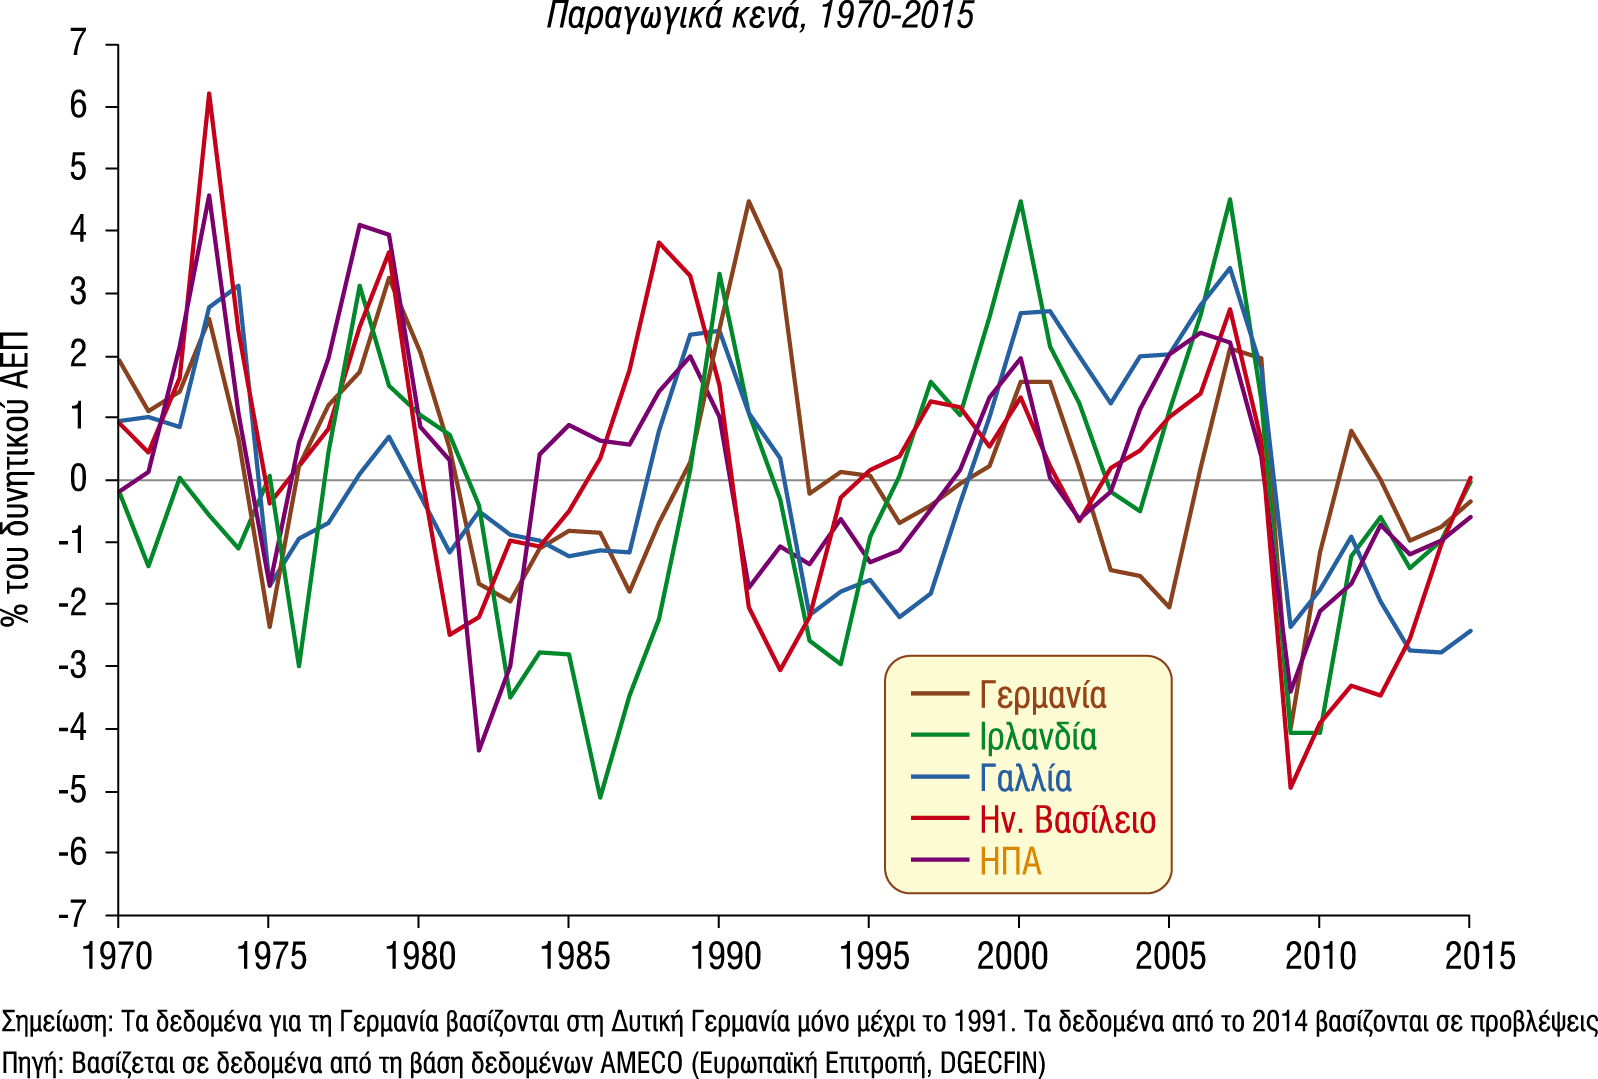 Παραγωγικά κενά, 1970-2015
% του δυνητικού ΑΕΠ
7
6
5
4
3
2
1
0
-1
-2
-3
-4
-5
-6
-7
1970 1975 1980 1985 1990 1995 2000 2005 2010 2015
Γερμανία
Ιρλανδία
Γαλλία
Ην. Βασίλειο
ΗΠΑ
Σημείωση: Τα δεδομένα για τη Γερμανία βασίζονται στη Δυτική Γερμανία μόνο μέχρι το 1991. Τα δεδομένα από το 2014 βασίζονται σε προβλέψεις
Πηγή: Βασίζεται σε δεδομένα από τη βάση δεδομένων AMECO (Ευρωπαϊκή Επιτροπή, DGECFIN)